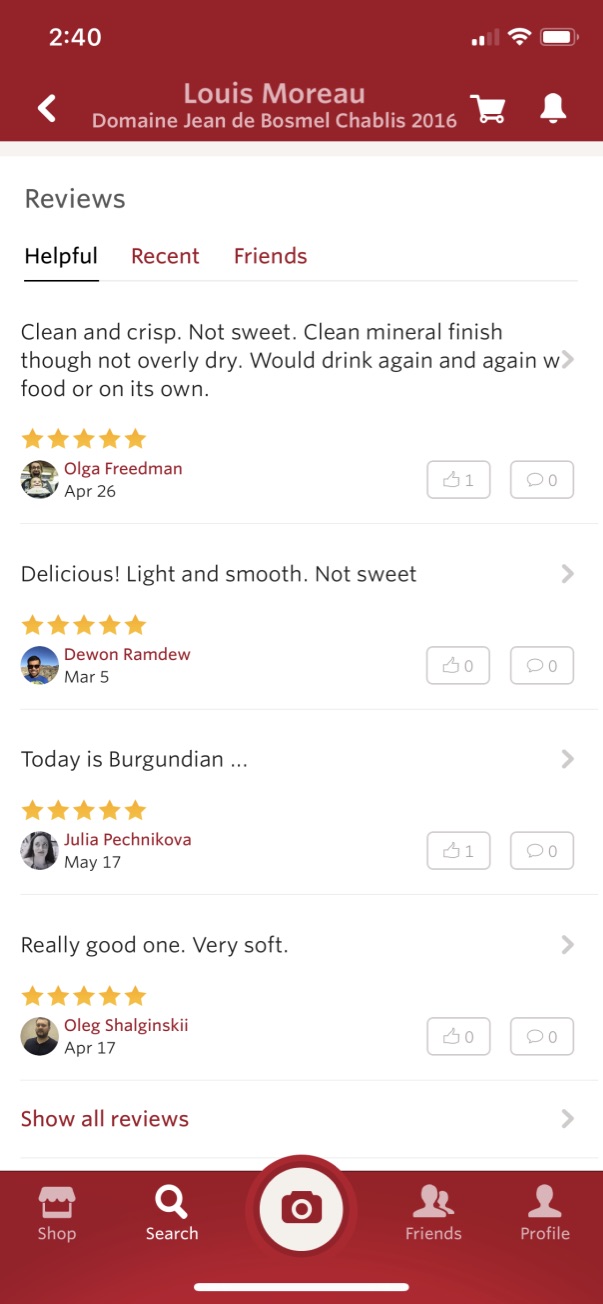 2:40
Louis Moreau
Domaine Jean de Bosmel Chablis 2016
Reviews
Helpful Recent Friends
Clean and crisp. Not sweet. Clean mineral finish
though not overly dry. Would drink again and again w
food or on its own.
Olga Freedman
Apr 26
1 0
Delicious! Light and smooth. Not sweet
Dewon Ramdew
Mar 5
0 0
Today is Burgundian ...
Julia Pechnikova
May 17
1 0
Really good one. Very soft.
Oleg Shalginskii
Apr 17
0 0
Show all reviews
Shop Search Friends Profile